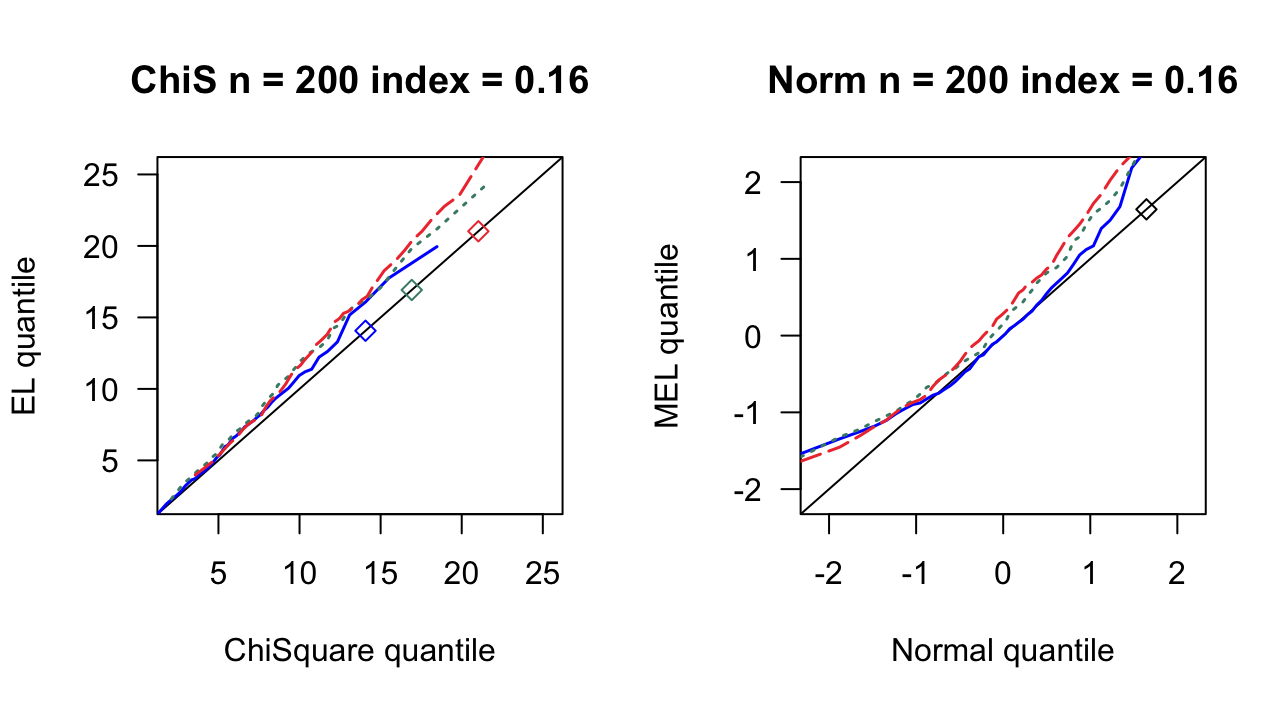 ChiS n = 200 index = 0.16
EL quantile
25
20
15
10
5
5 10 15 20 25
ChiSquare quantile
Norm n = 200 index = 0.16
MEL quantile
2
1
0
-1
-2
-2 -1 0 1 2
Normal quantile